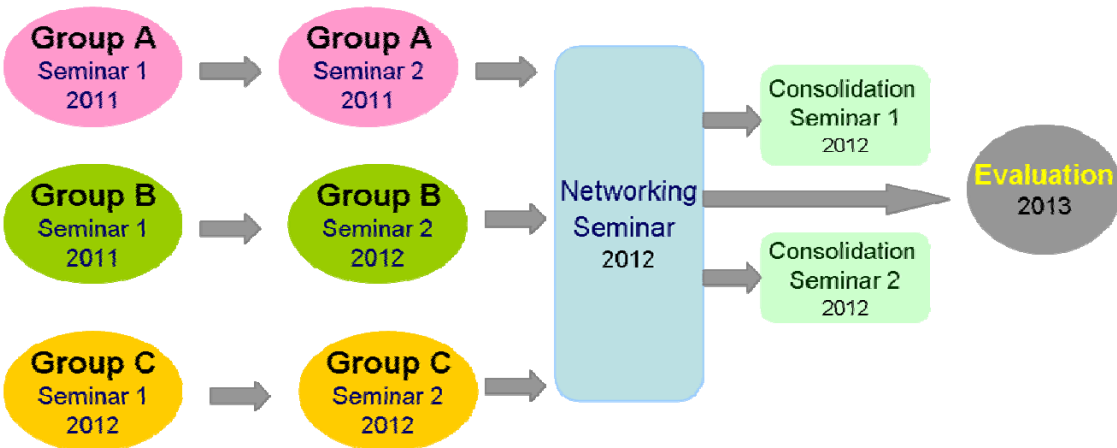 Group A
Seminar 1
2011
Group A
Seminar 2
2011
Group B
Seminar 1
2011
Group B
Seminar 2
2012
Group C
Seminar 1
2012
Group C
Seminar 2
2012
Networking
Seminar
2012
Consolidation
Seminar 1
2012
Consolidation
Seminar 2
2012
Evaluation
2013